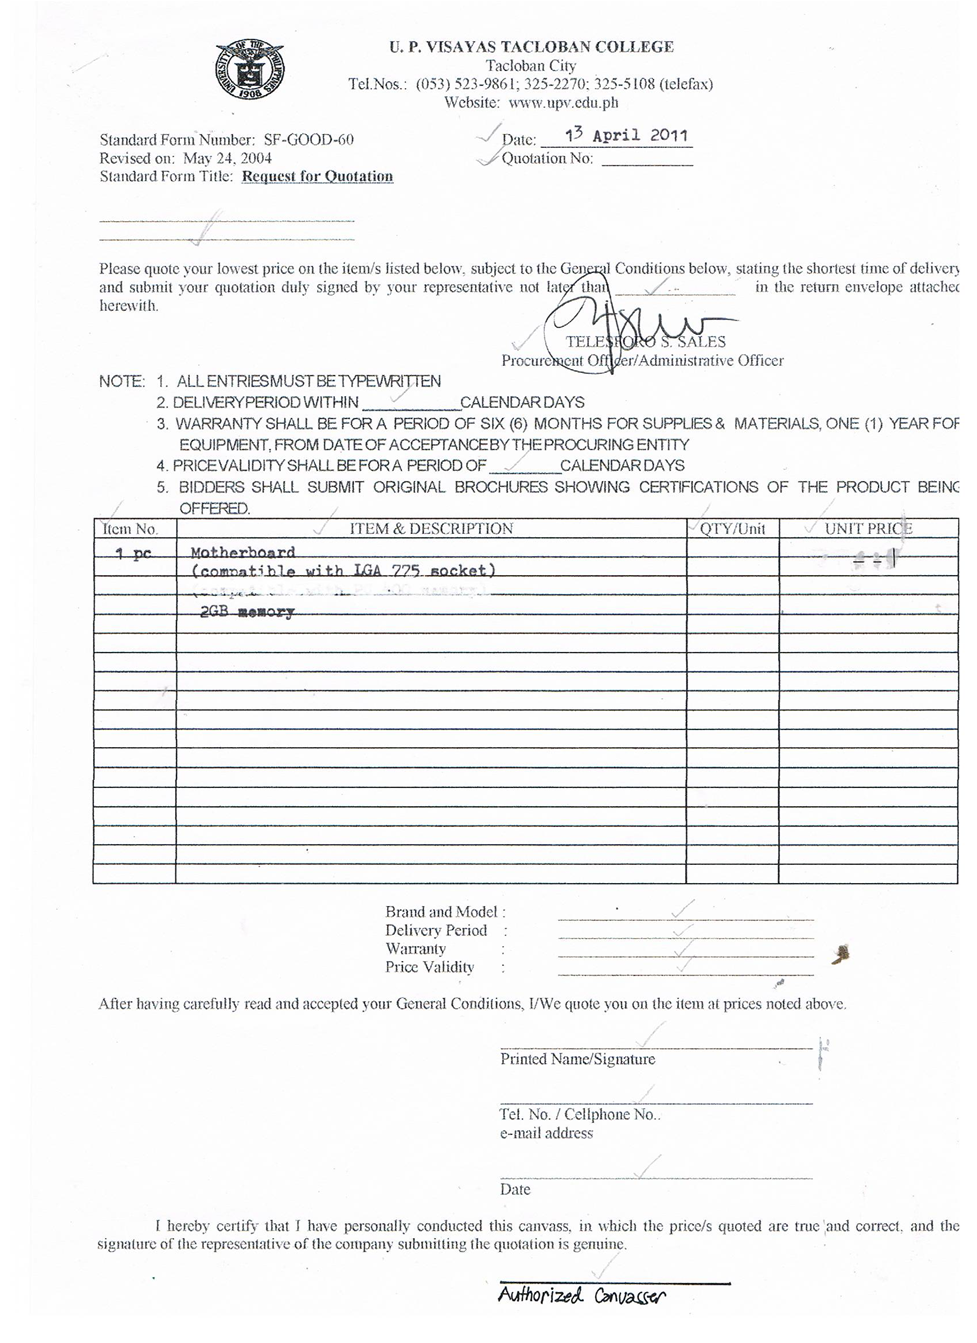 U. P. VISAYAS TACLOBAN COLLEGE
Tacloban City
Tel.Nos.: (053) 523-9861; 325-2270; 325-5108 (telefax)
Website: www.upv.edu.ph
UNIVERSITY OF THE PHILIPPINES
1908
Standard Form Number: SF-GOOD-60
Revised on: May 24, 2004
Standard Form Title: Request for Quotation
Date: 13 April 2011
Quotation No:
Please quote your lowest price on the item/s listed below, subject to the General Conditions below, stating the shortest time of delivery
and submit your quotation duly signed by your representative not later than in the return envelope attached
herewith.
TELESFORO S. SALES
Procurement Officer/Administrative Officer
NOTE: 1. ALL ENTRIES MUST BE TYPEWRITTEN
2. DELIVERY PERIOD WITHIN CALENDAR DAYS
3. WARRANTY SHALL BE FOR A PERIOD OF SIX (6) MONTHS FOR SUPPLIES & MATERIALS, ONE (1) YEAR FOR
EQUIPMENT, FROM DATE OF ACCEPTANCE BY THE PROCURING ENTITY
4. PRICE VALIDITY SHALL BE FOR A PERIOD OF CALENDAR DAYS
5. BIDDERS SHALL SUBMIT ORIGINAL BROCHURES SHOWING CERTIFICATIONS OF THE PRODUCT BEING
OFFERED.
Item No. ITEM & DESCRIPTION QTY/Unit UNIT PRICE
1 pc Motherboard
(compatible with LGA 775 socket)
2GB memory
Brand and Model :
Delivery Period :
Warranty :
Price Validity :
After having carefully read and accepted your General Conditions, I/We quote you on the item at prices noted above.
Printed Name/Signature
Tel. No. / Cellphone No..
e-mail address
Date
I hereby certify that I have personally conducted this canvass, in which the price/s quoted are true and correct, and the
signature of the representative of the company submitting the quotation is genuine.
Authorized Canvasser